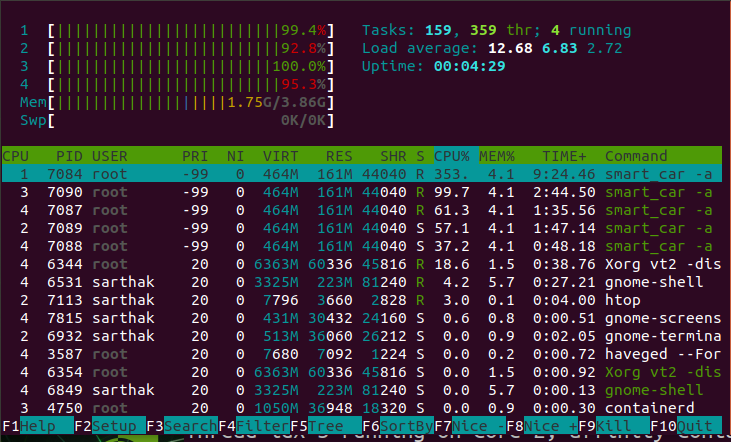 1 [||||||||||||||||||||||||||||99.4%] Tasks: 159, 359 thr; 4 running
2 [||||||||||||||||||||||||||||92.8%] Load average: 12.68 6.83 2.72
3 [|||||||||||||||||||||||||||100.0%] Uptime: 00:04:29
4 [||||||||||||||||||||||||||||95.3%]
Mem[|||||||||||||||||||||1.75G/3.86G]
Swp[ 0K/0K]
CPU PID USER PRI NI VIRT RES SHR S CPU% MEM% TIME+ Command
1 7084 root -99 0 464M 161M 44040 R 353. 4.1 9:24.46 smart_car -a
3 7090 root -99 0 464M 161M 44040 R 99.7 4.1 2:44.50 smart_car -a
4 7087 root -99 0 464M 161M 44040 R 61.3 4.1 1:35.56 smart_car -a
2 7089 root -99 0 464M 161M 44040 S 57.1 4.1 1:47.14 smart_car -a
4 7088 root -99 0 464M 161M 44040 S 37.2 4.1 0:48.18 smart_car -a
4 6344 root 20 0 6363M 60336 45816 R 18.6 1.5 0:38.76 Xorg vt2 -dis
4 6531 sarthak 20 0 3325M 223M 81240 R 4.2 5.7 0:27.21 gnome-shell
2 7113 sarthak 20 0 7796 3660 2828 R 3.0 0.1 0:04.00 htop
4 7815 sarthak 20 0 431M 30432 24160 S 0.6 0.8 0:00.51 gnome-screens
2 6932 sarthak 20 0 513M 36060 26212 S 0.0 0.9 0:02.05 gnome-termina
4 3587 root 20 0 7680 7092 1224 S 0.0 0.2 0:00.72 haveged --For
4 6354 root 20 0 6363M 60336 45816 S 0.0 1.5 0:00.92 Xorg vt2 -dis
4 6849 sarthak 20 0 3325M 223M 81240 S 0.0 5.7 0:00.13 gnome-shell
3 4750 root 20 0 1050M 36948 18320 S 0.0 0.9 0:00.30 containerd
F1Help F2Setup F3SearchF4FilterF5Tree F6SortByF7Nice -F8Nice +F9Kill F10Quit